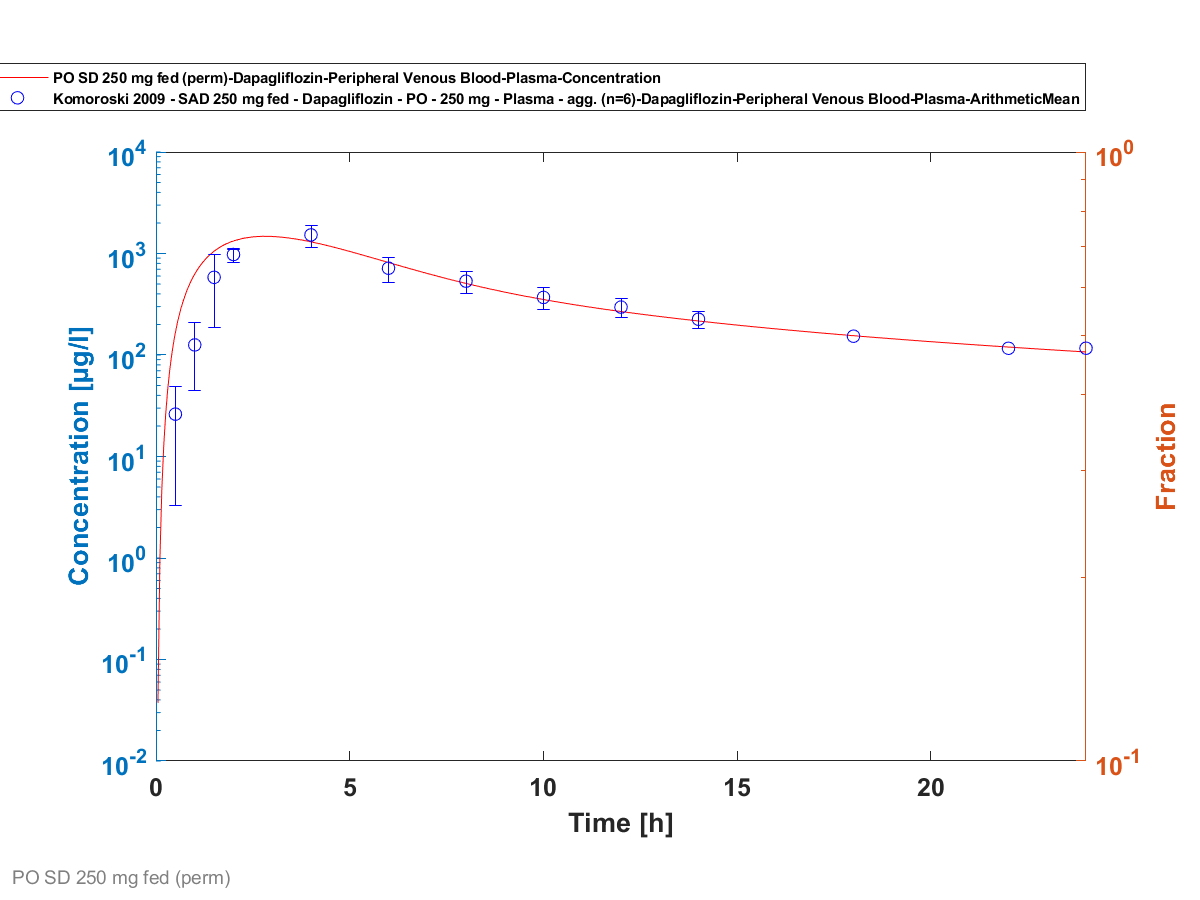 PO SD 250 mg fed (perm)-Dapagliflozin-Peripheral Venous Blood-Plasma-Concentration
Komoroski 2009 - SAD 250 mg fed - Dapagliflozin - PO - 250 mg - Plasma - agg. (n=6)-Dapagliflozin-Peripheral Venous Blood-Plasma-ArithmeticMean
10^4
10^3
10^2
10^1
10^0
10^-1
10^-2
Concentration [µg/l]
10^0
10^-1
Fraction
0 5 10 15 20
Time [h]
PO SD 250 mg fed (perm)